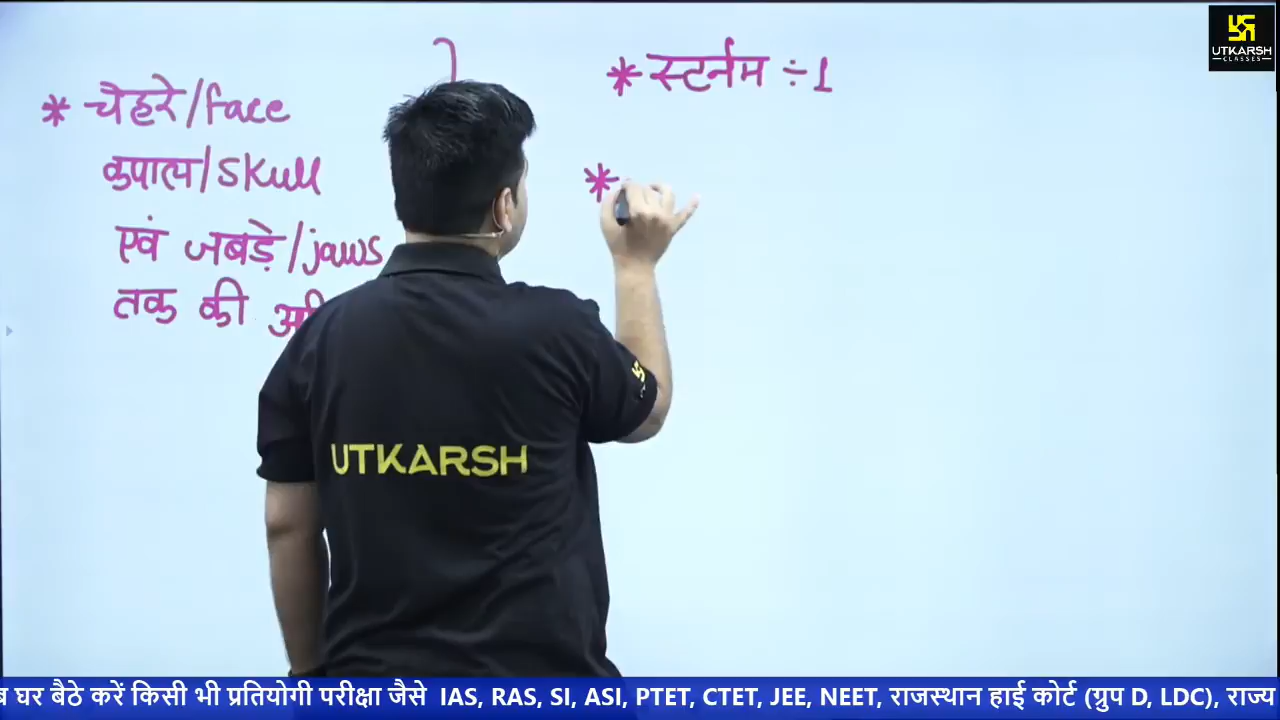 * चेहरे/face
कपाल/skull
एवं जबड़े/jaws
तक की
* स्टर्नम ÷ 1
*
UTKARSH
CLASSES
UTKARSH
घर बैठे करें किसी भी प्रतियोगी परीक्षा जैसे IAS, RAS, SI, ASI, PTET, CTET, JEE, NEET, राजस्थान हाई कोर्ट (ग्रुप D, LDC), राज्य